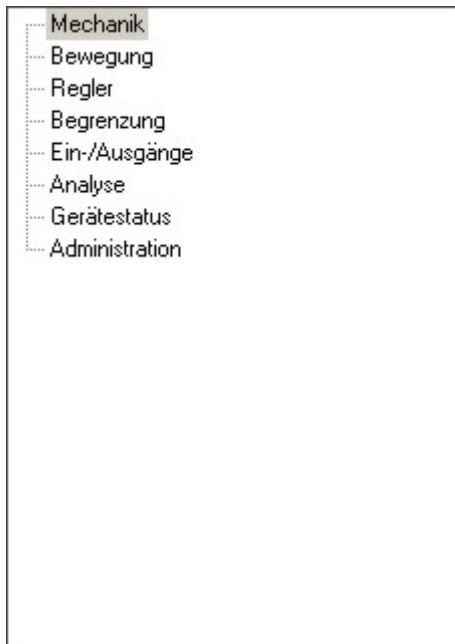 Mechanik
Bewegung
Regler
Begrenzung
Ein-/Ausgänge
Analyse
Gerätestatus
Administration